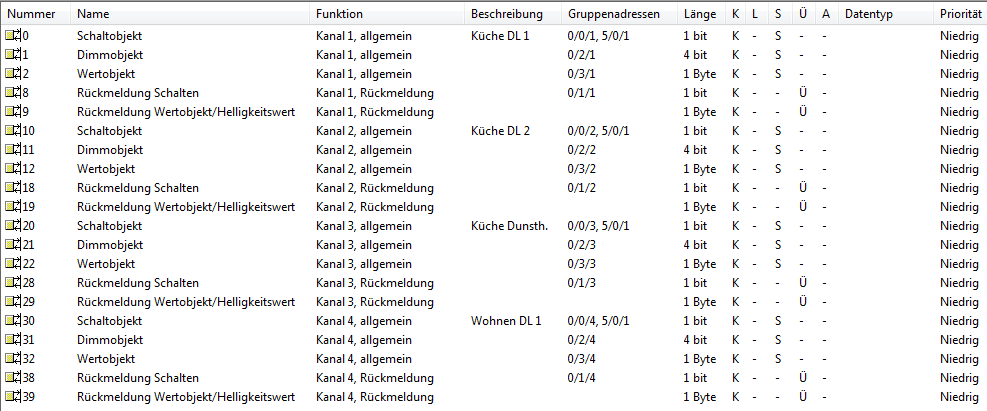 Nummer Name Funktion Beschreibung Gruppenadressen Länge K L S Ü A Datentyp Priorität
0 Schaltobjekt Kanal 1, allgemein Küche DL 1 0/0/1, 5/0/1 1 bit K - S - - Niedrig
1 Dimmobjekt Kanal 1, allgemein 0/2/1 4 bit K - S - - Niedrig
2 Wertobjekt Kanal 1, allgemein 0/3/1 1 Byte K - S - - Niedrig
8 Rückmeldung Schalten Kanal 1, Rückmeldung 0/1/1 1 bit K - - Ü - Niedrig
9 Rückmeldung Wertobjekt/Helligkeitswert Kanal 1, Rückmeldung 1 Byte K - - Ü - Niedrig
10 Schaltobjekt Kanal 2, allgemein Küche DL 2 0/0/2, 5/0/1 1 bit K - S - - Niedrig
11 Dimmobjekt Kanal 2, allgemein 0/2/2 4 bit K - S - - Niedrig
12 Wertobjekt Kanal 2, allgemein 0/3/2 1 Byte K - S - - Niedrig
18 Rückmeldung Schalten Kanal 2, Rückmeldung 0/1/2 1 bit K - - Ü - Niedrig
19 Rückmeldung Wertobjekt/Helligkeitswert Kanal 2, Rückmeldung 1 Byte K - - Ü - Niedrig
20 Schaltobjekt Kanal 3, allgemein Küche Dunsth. 0/0/3, 5/0/1 1 bit K - S - - Niedrig
21 Dimmobjekt Kanal 3, allgemein 0/2/3 4 bit K - S - - Niedrig
22 Wertobjekt Kanal 3, allgemein 0/3/3 1 Byte K - S - - Niedrig
28 Rückmeldung Schalten Kanal 3, Rückmeldung 0/1/3 1 bit K - - Ü - Niedrig
29 Rückmeldung Wertobjekt/Helligkeitswert Kanal 3, Rückmeldung 1 Byte K - - Ü - Niedrig
30 Schaltobjekt Kanal 4, allgemein Wohnen DL 1 0/0/4, 5/0/1 1 bit K - S - - Niedrig
31 Dimmobjekt Kanal 4, allgemein 0/2/4 4 bit K - S - - Niedrig
32 Wertobjekt Kanal 4, allgemein 0/3/4 1 Byte K - S - - Niedrig
38 Rückmeldung Schalten Kanal 4, Rückmeldung 0/1/4 1 bit K - - Ü - Niedrig
39 Rückmeldung Wertobjekt/Helligkeitswert Kanal 4, Rückmeldung 1 Byte K - - Ü - Niedrig